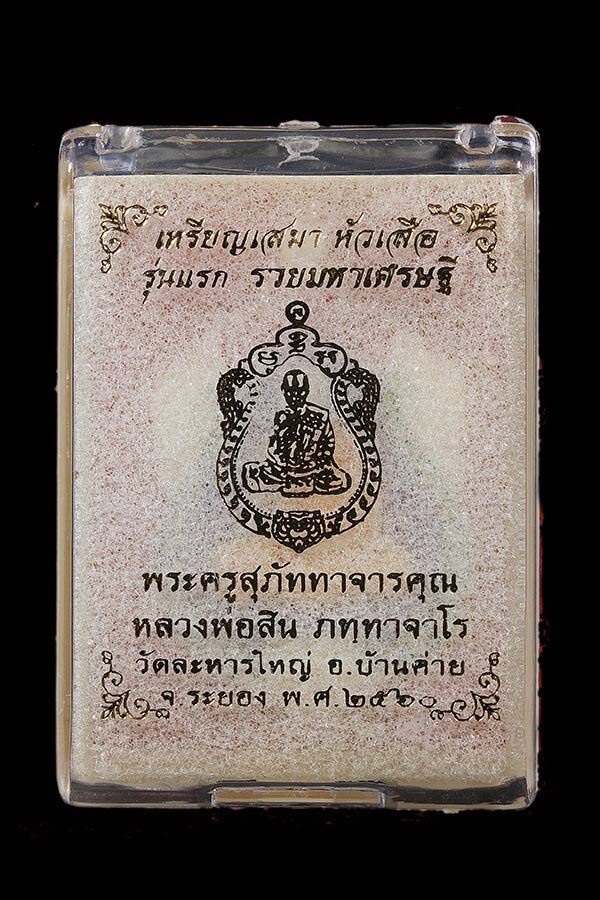 เหรียญเสมา หัวเสือ
รุ่นแรก รวยมหาเศรษฐี
พระครูสุภัททาจารคุณ
หลวงพ่อสิน ภทฺทาจาโร
วัดละหารใหญ่ อ.บ้านค่าย
จ.ระยอง พ.ศ.๒๕๖๐